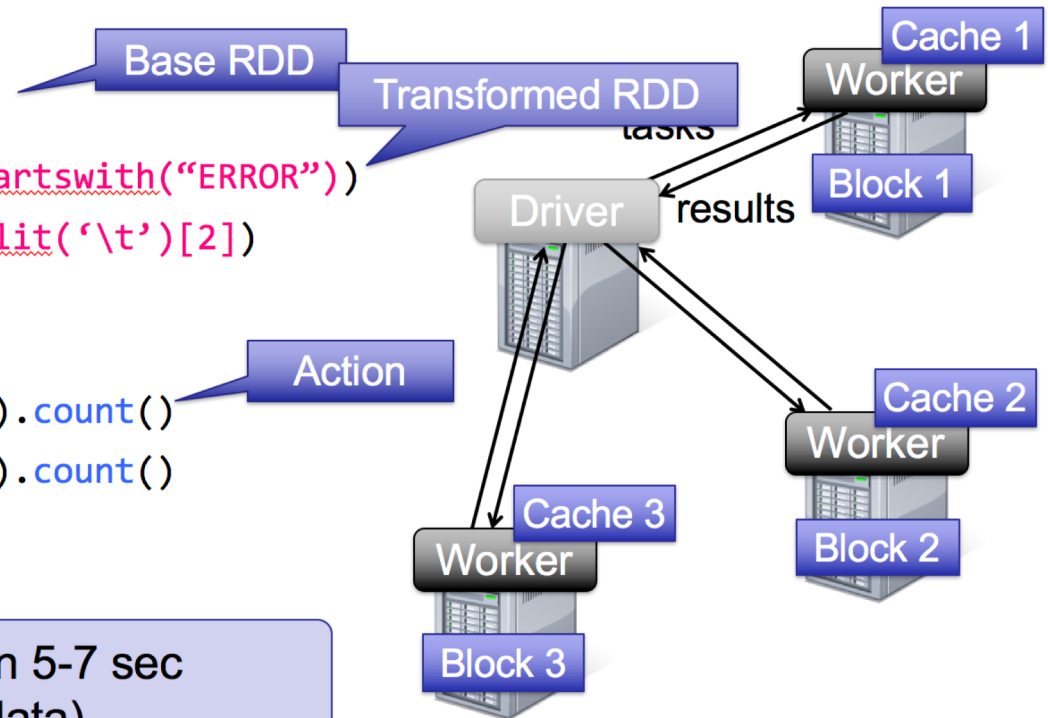 Base RDD
Transformed RDD
artswith(“ERROR”))
lit(‘\t’)[2])
Action
).count()
).count()
n 5-7 sec
data)
tasks
results
Driver
Cache 1
Worker
Block 1
Cache 2
Worker
Block 2
Cache 3
Worker
Block 3